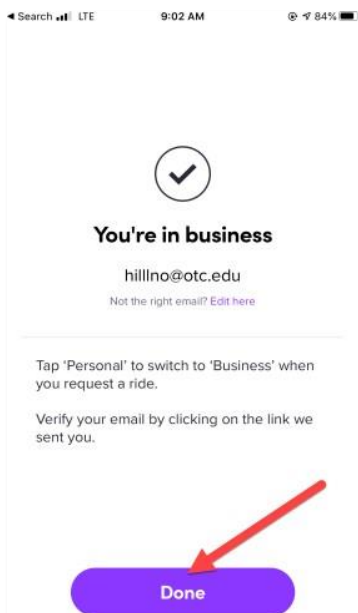 ◄ Search LTE 9:02 AM 84%
You're in business
hilllno@otc.edu
Not the right email? Edit here
Tap 'Personal' to switch to 'Business' when
you request a ride.
Verify your email by clicking on the link we
sent you.
Done